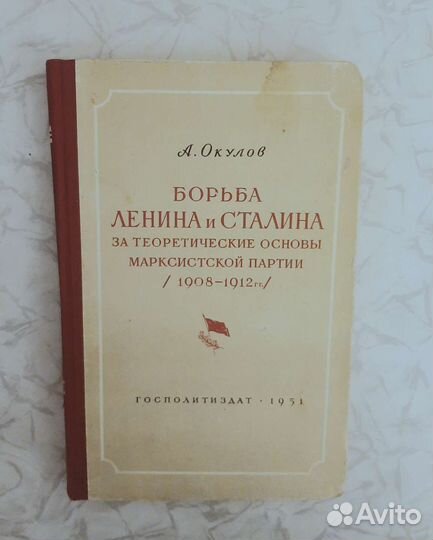 А. Окулов
БОРЬБА
ЛЕНИНА и СТАЛИНА
ЗА ТЕОРЕТИЧЕСКИЕ ОСНОВЫ
МАРКСИСТСКОЙ ПАРТИИ
/ 1908–1912 гг. /
ГОСПОЛИТИЗДАТ · 1951
Avito